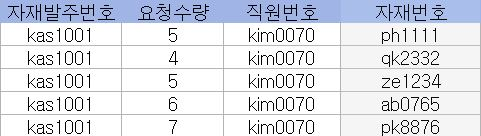 자재발주번호 요청수량 직원번호 자재번호
kas1001 5 kim0070 ph1111
kas1001 4 kim0070 qk2332
kas1001 5 kim0070 ze1234
kas1001 6 kim0070 ab0765
kas1001 7 kim0070 pk8876